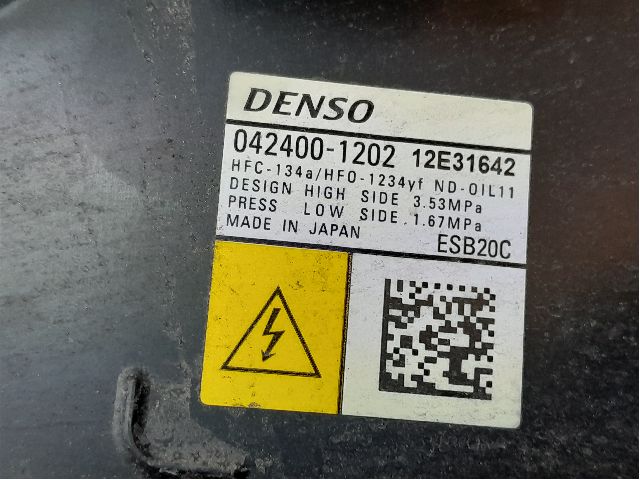 DENSO
042400-1202 12E31642
HFC-134a/HFO-1234yf ND-OIL11
DESIGN HIGH SIDE 3.53MPa
PRESS LOW SIDE 1.67MPa
MADE IN JAPAN ESB20C